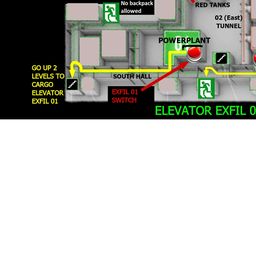 No backpack
allowed
RED TANKS
02 (East)
TUNNEL
POWERPLANT
GO UP 2
LEVELS TO
CARGO
ELEVATOR
EXFIL 01
SOUTH HALL
EXFIL 01
SWITCH
ELEVATOR EXFIL 0